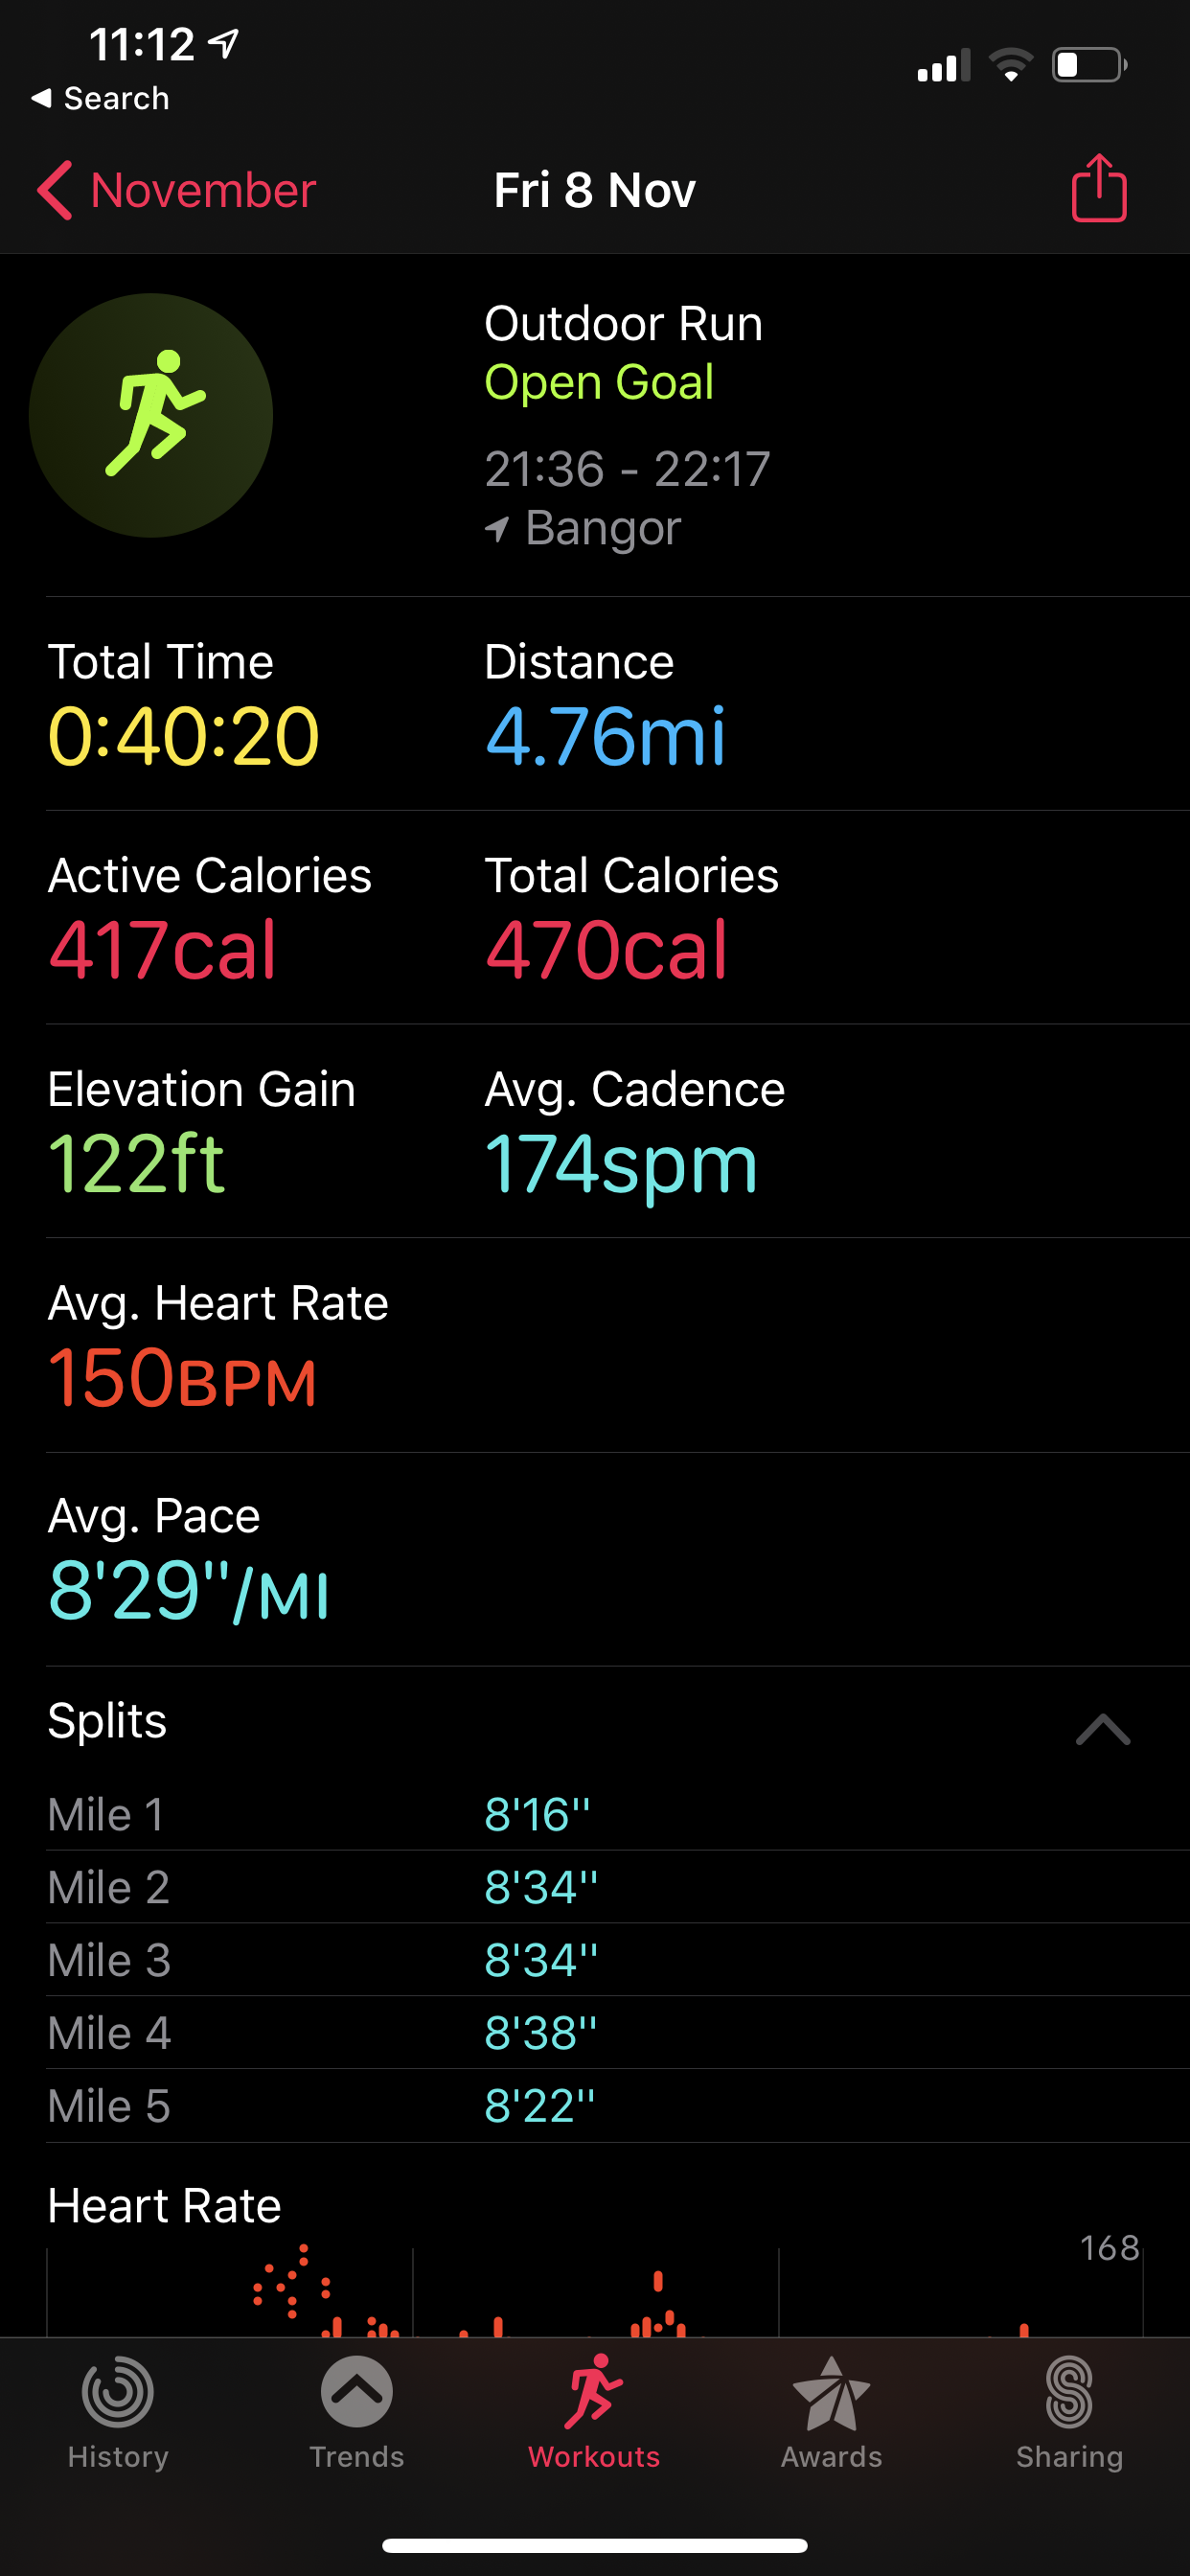 11:12
Search
November
Fri 8 Nov
Outdoor Run
Open Goal
21:36 - 22:17
Bangor
Total Time
Distance
0:40:20
4.76mi
Active Calories
Total Calories
417cal
470cal
Elevation Gain
Avg. Cadence
122ft
174spm
Avg. Heart Rate
150BPM
Avg. Pace
8'29"/MI
Splits
Mile 1 8'16"
Mile 2 8'34"
Mile 3 8'34"
Mile 4 8'38"
Mile 5 8'22"
Heart Rate
168
History Trends Workouts Awards Sharing